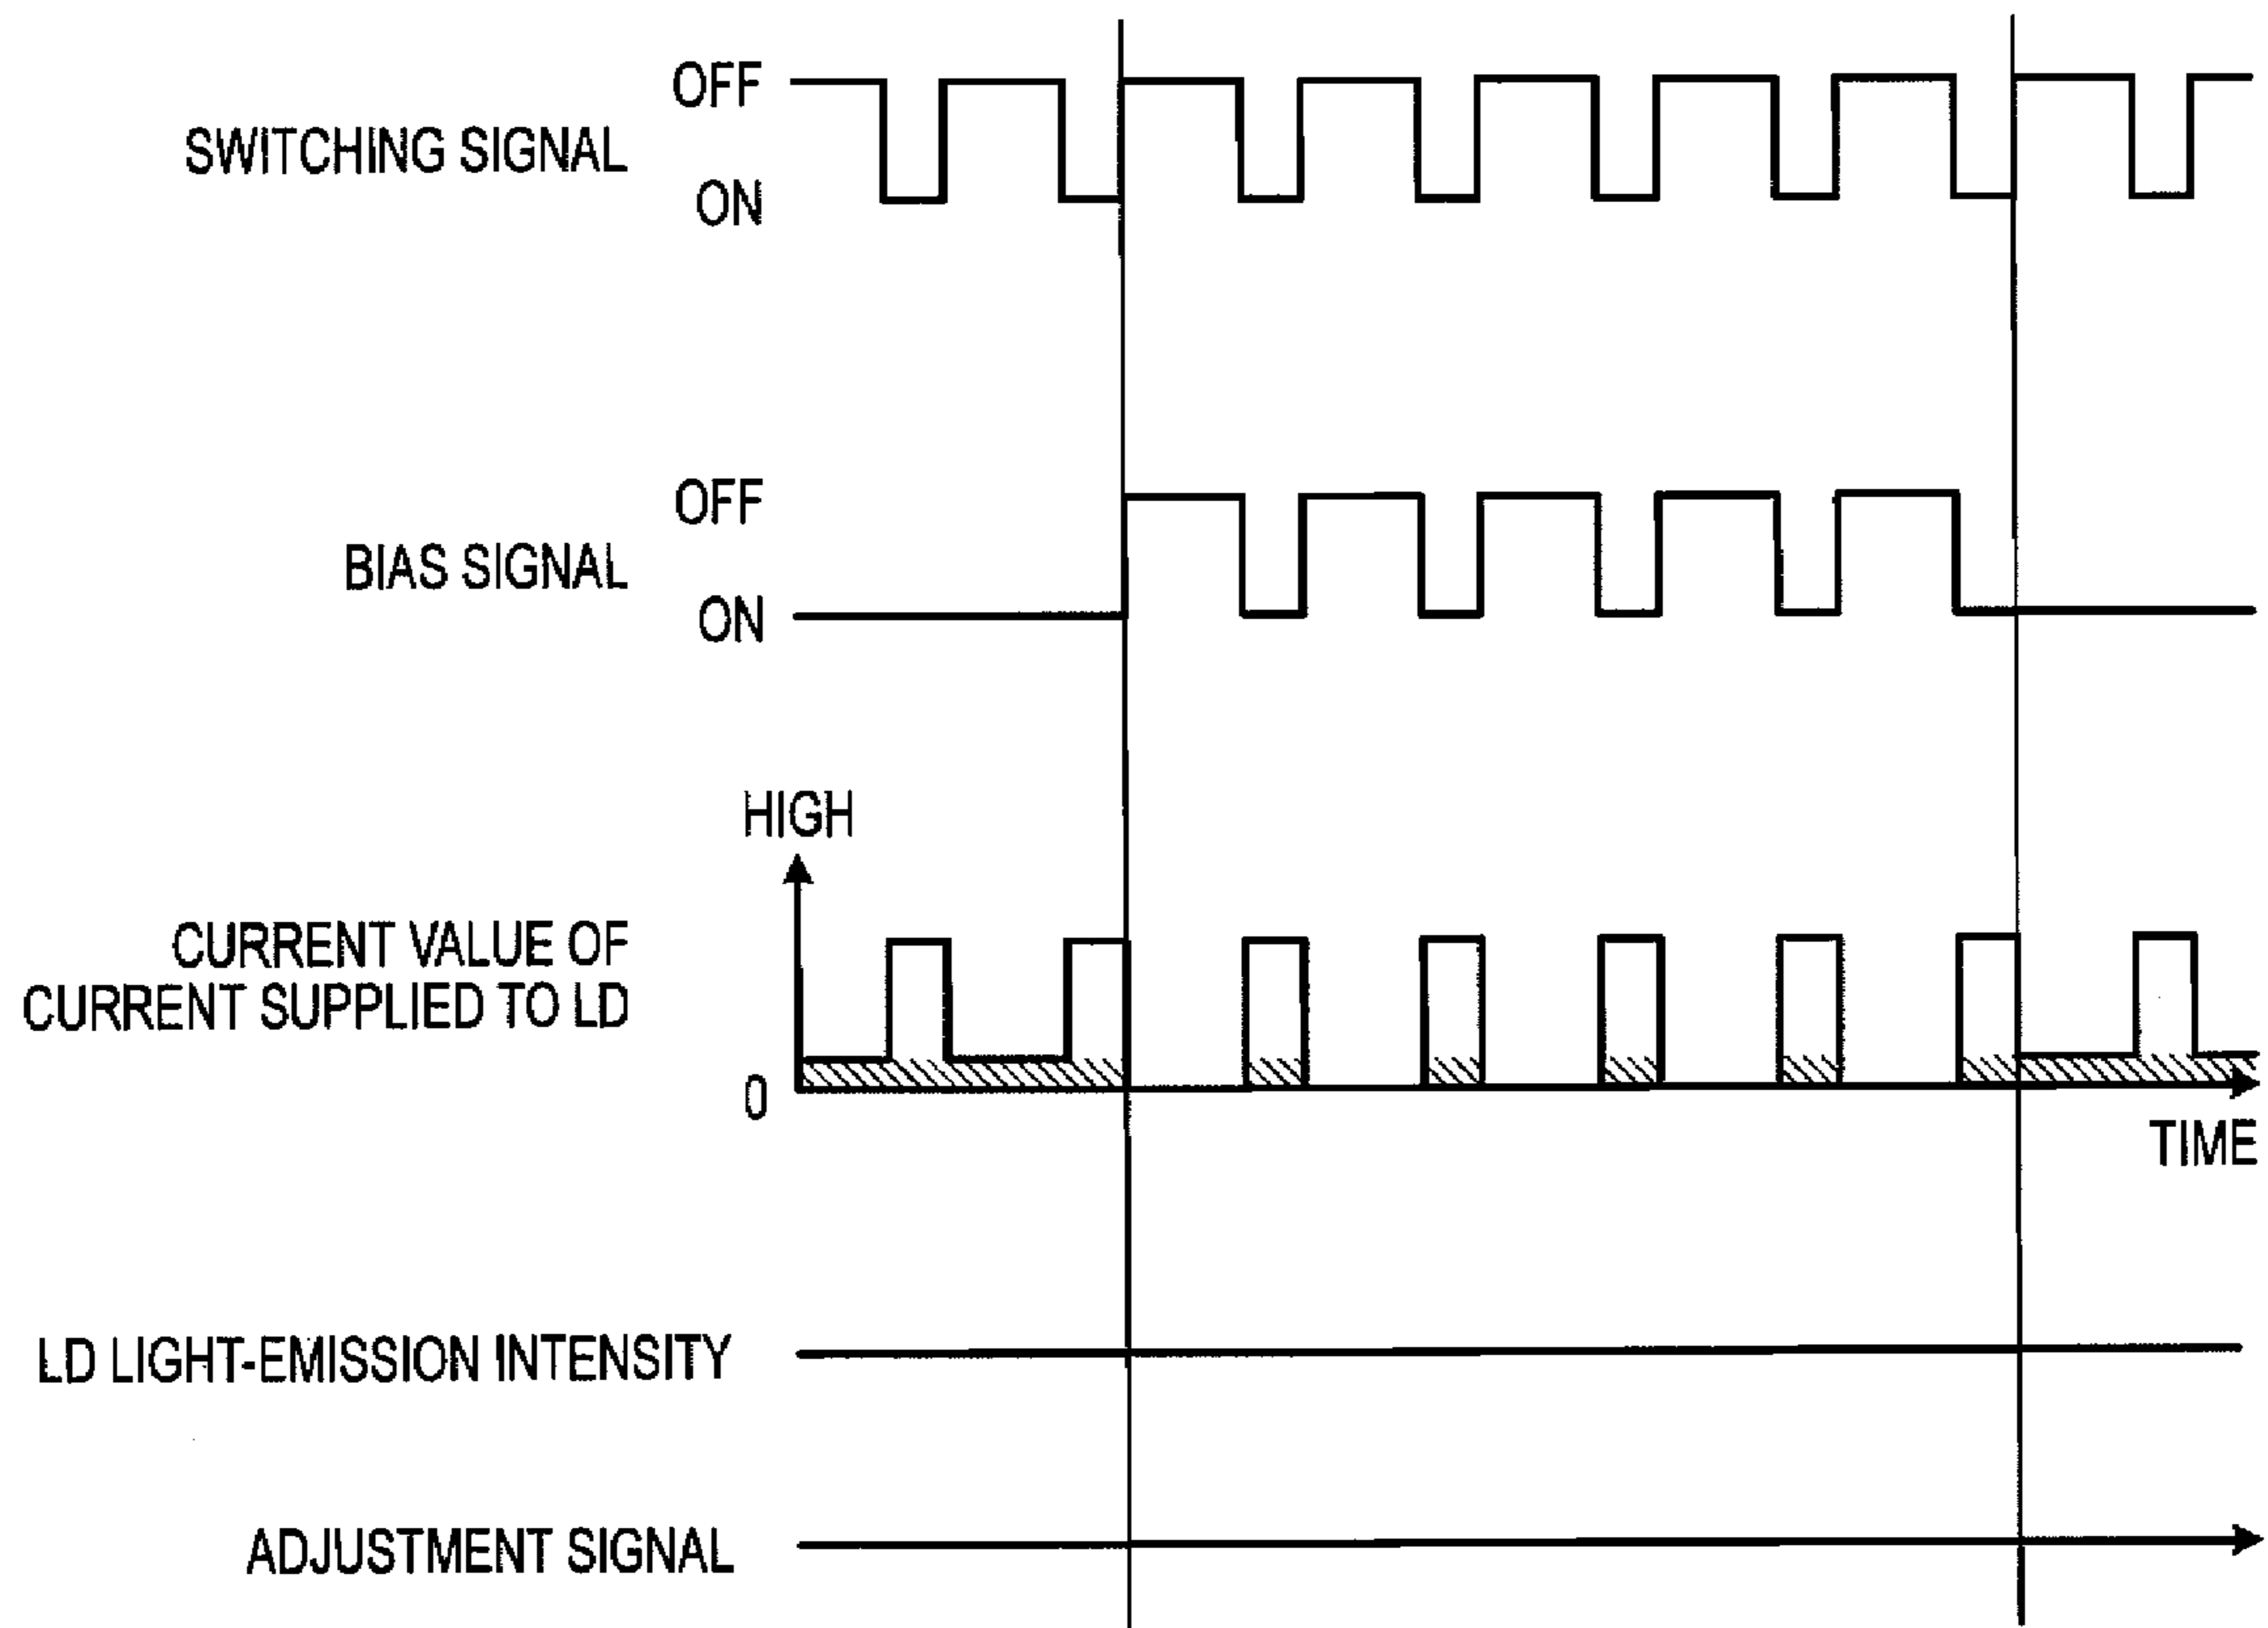 OFF
SWITCHING SIGNAL
ON
OFF
BIAS SIGNAL
ON
HIGH
CURRENT VALUE OF
CURRENT SUPPLIED TO LD
0
TIME
LD LIGHT-EMISSION INTENSITY
ADJUSTMENT SIGNAL